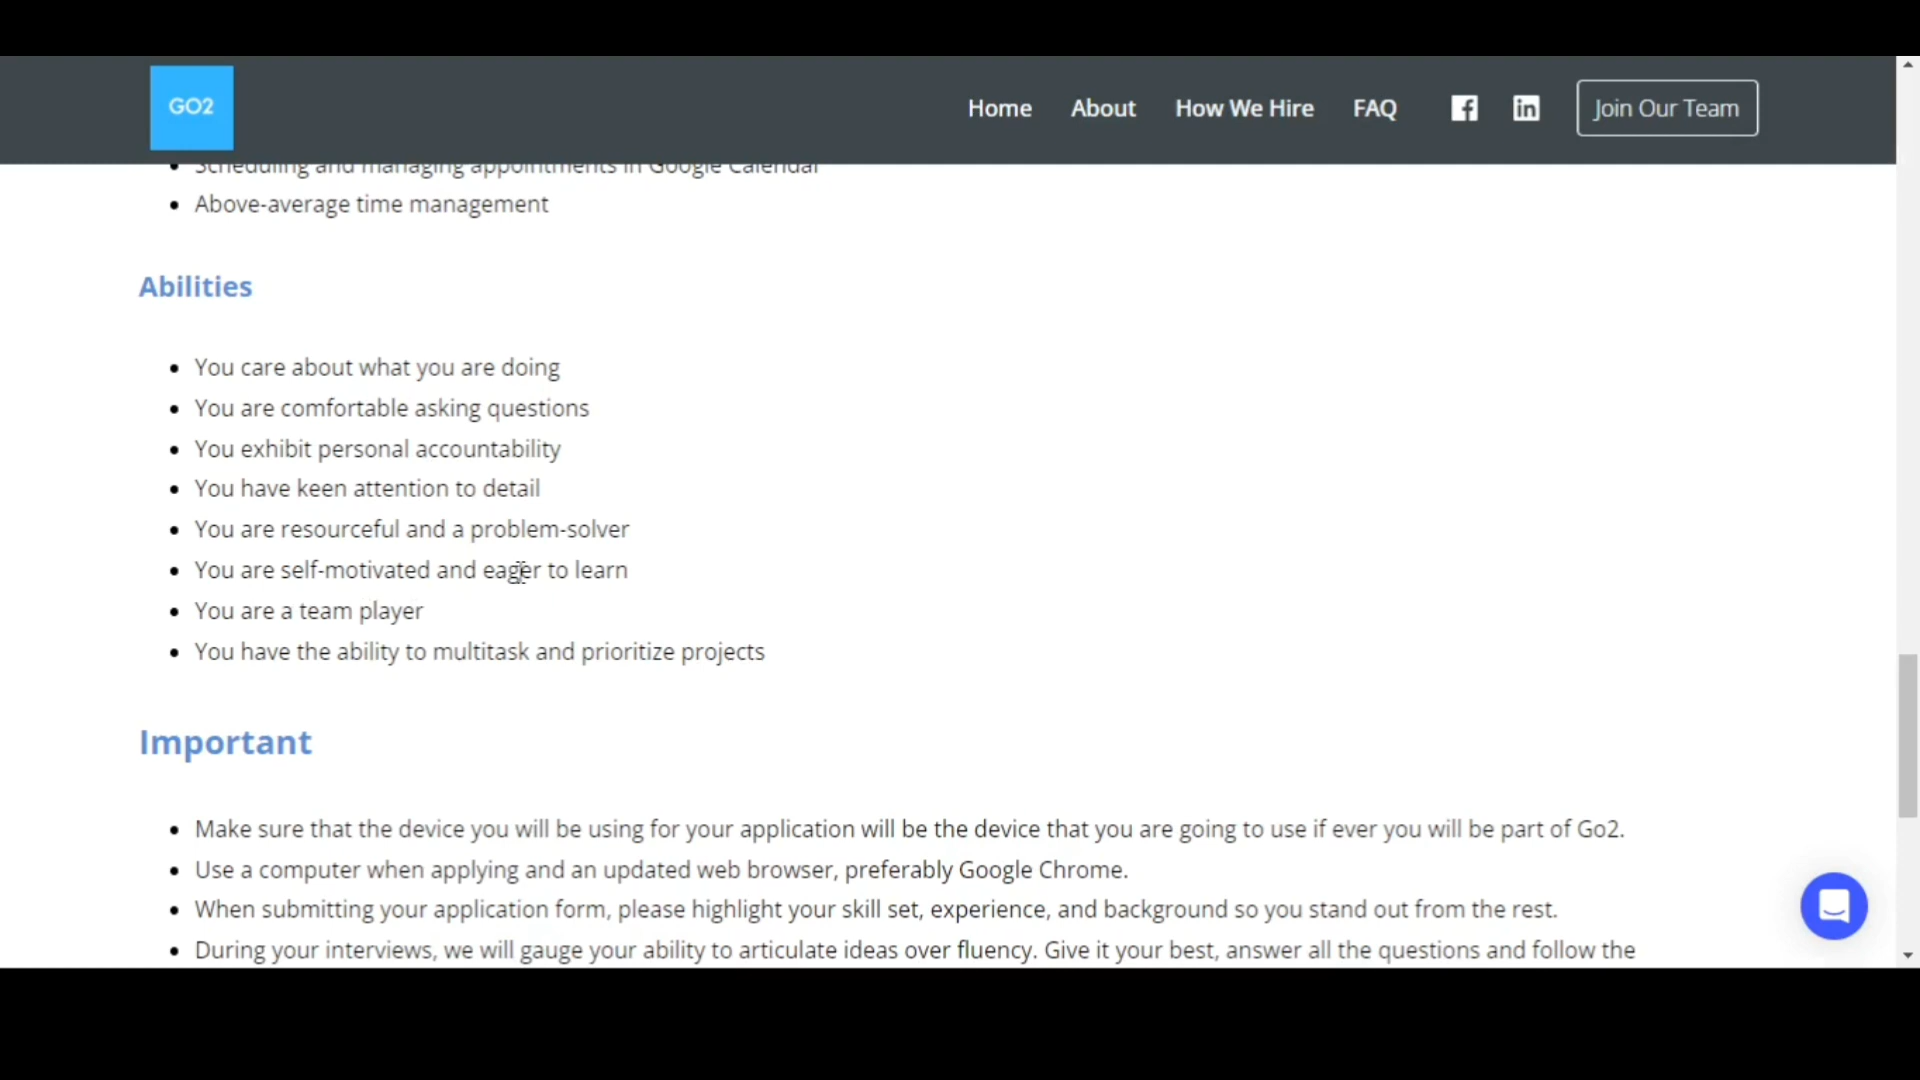 GO2
Home
About
How We Hire
FAQ
Join Our Team
Scheduling and managing appointments in Google Calendar
Above-average time management
Abilities
You care about what you are doing
You are comfortable asking questions
You exhibit personal accountability
You have keen attention to detail
You are resourceful and a problem-solver
You are self-motivated and eager to learn
You are a team player
You have the ability to multitask and prioritize projects
Important
Make sure that the device you will be using for your application will be the device that you are going to use if ever you will be part of Go2.
Use a computer when applying and an updated web browser, preferably Google Chrome.
When submitting your application form, please highlight your skill set, experience, and background so you stand out from the rest.
During your interviews, we will gauge your ability to articulate ideas over fluency. Give it your best, answer all the questions and follow the